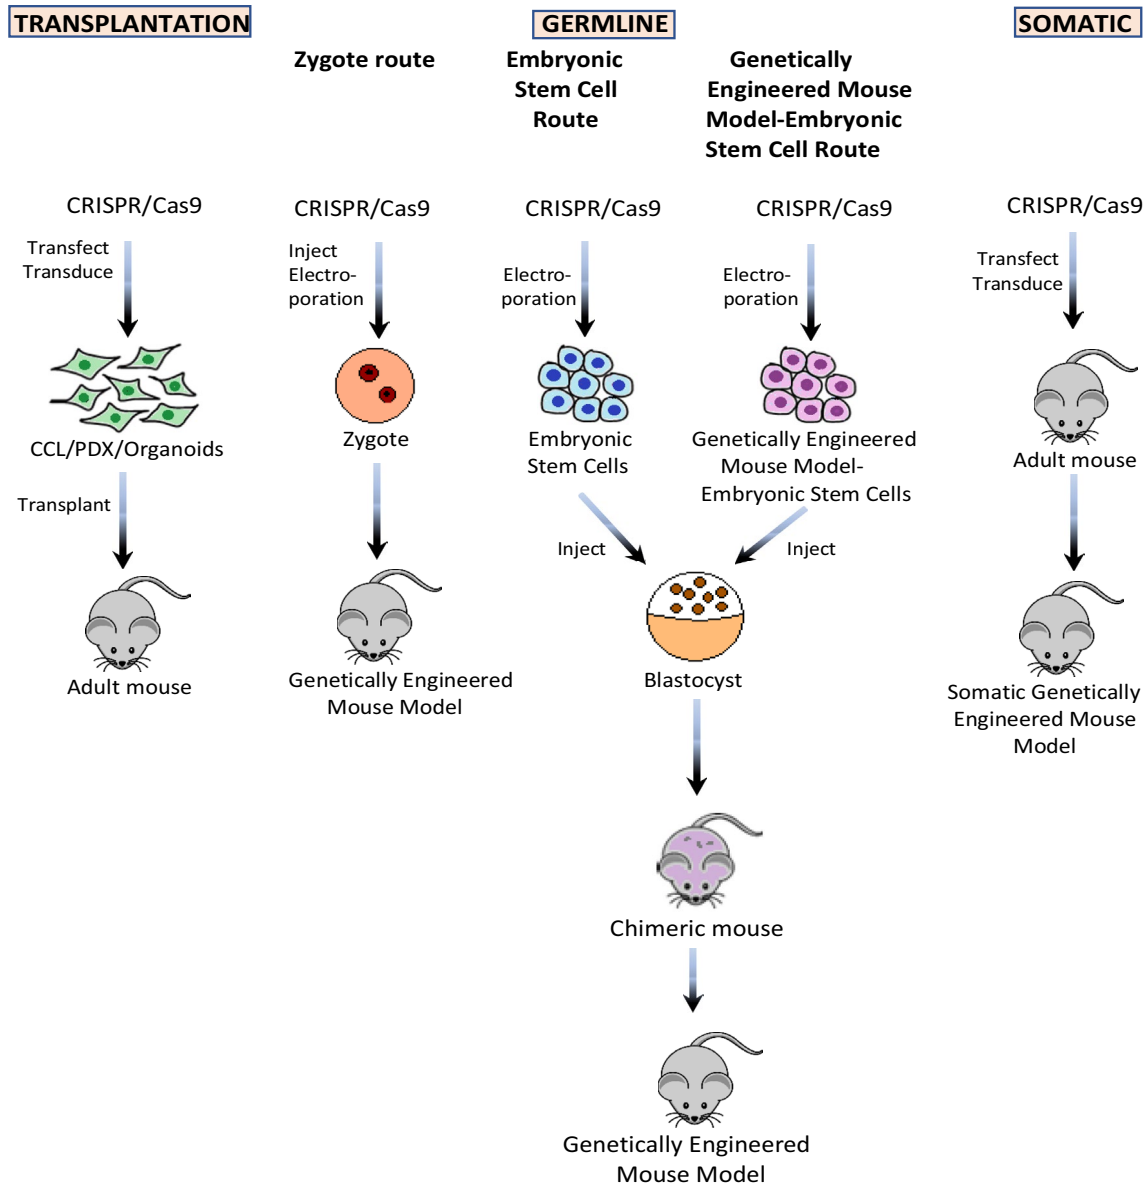 TRANSPLANTATION
GERMLINE
SOMATIC
Zygote route
Embryonic
Stem Cell
Route
Genetically
Engineered Mouse
Model-Embryonic
Stem Cell Route
CRISPR/Cas9
Transfect
Transduce
CCL/PDX/Organoids
Transplant
Adult mouse
CRISPR/Cas9
Inject
Electro-
poration
Zygote
Genetically Engineered
Mouse Model
CRISPR/Cas9
Electro-
poration
Embryonic
Stem Cells
Inject
CRISPR/Cas9
Electro-
poration
Genetically Engineered
Mouse Model-
Embryonic Stem Cells
Inject
Blastocyst
Chimeric mouse
Genetically Engineered
Mouse Model
CRISPR/Cas9
Transfect
Transduce
Adult mouse
Somatic Genetically
Engineered Mouse
Model